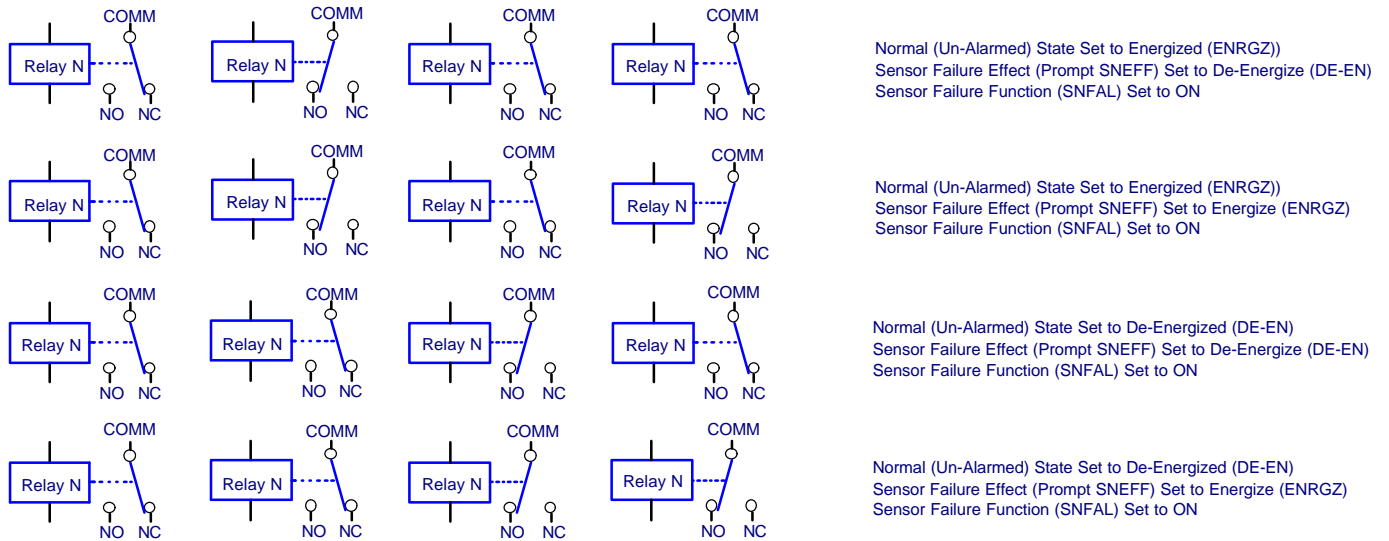 COMM COMM COMM COMM
Relay N Relay N Relay N Relay N
NO NC NO NC NO NC NO NC
Normal (Un-Alarmed) State Set to Energized (ENRGZ))
Sensor Failure Effect (Prompt SNEFF) Set to De-Energize (DE-EN)
Sensor Failure Function (SNFAL) Set to ON
COMM COMM COMM COMM
Relay N Relay N Relay N Relay N
NO NC NO NC NO NC NO NC
Normal (Un-Alarmed) State Set to Energized (ENRGZ))
Sensor Failure Effect (Prompt SNEFF) Set to Energize (ENRGZ)
Sensor Failure Function (SNFAL) Set to ON
COMM COMM COMM COMM
Relay N Relay N Relay N Relay N
NO NC NO NC NO NC NO NC
Normal (Un-Alarmed) State Set to De-Energized (DE-EN)
Sensor Failure Effect (Prompt SNEFF) Set to De-Energize (DE-EN)
Sensor Failure Function (SNFAL) Set to ON
COMM COMM COMM COMM
Relay N Relay N Relay N Relay N
NO NC NO NC NO NC NO NC
Normal (Un-Alarmed) State Set to De-Energized (DE-EN)
Sensor Failure Effect (Prompt SNEFF) Set to Energize (ENRGZ)
Sensor Failure Function (SNFAL) Set to ON